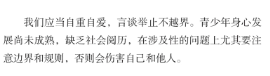 我们应当自重自爱，言谈举止不越界。青少年身心发
展尚未成熟，缺乏社会阅历，在涉及性的问题上尤其要注
意边界和规则，否则会伤害自己和他人。